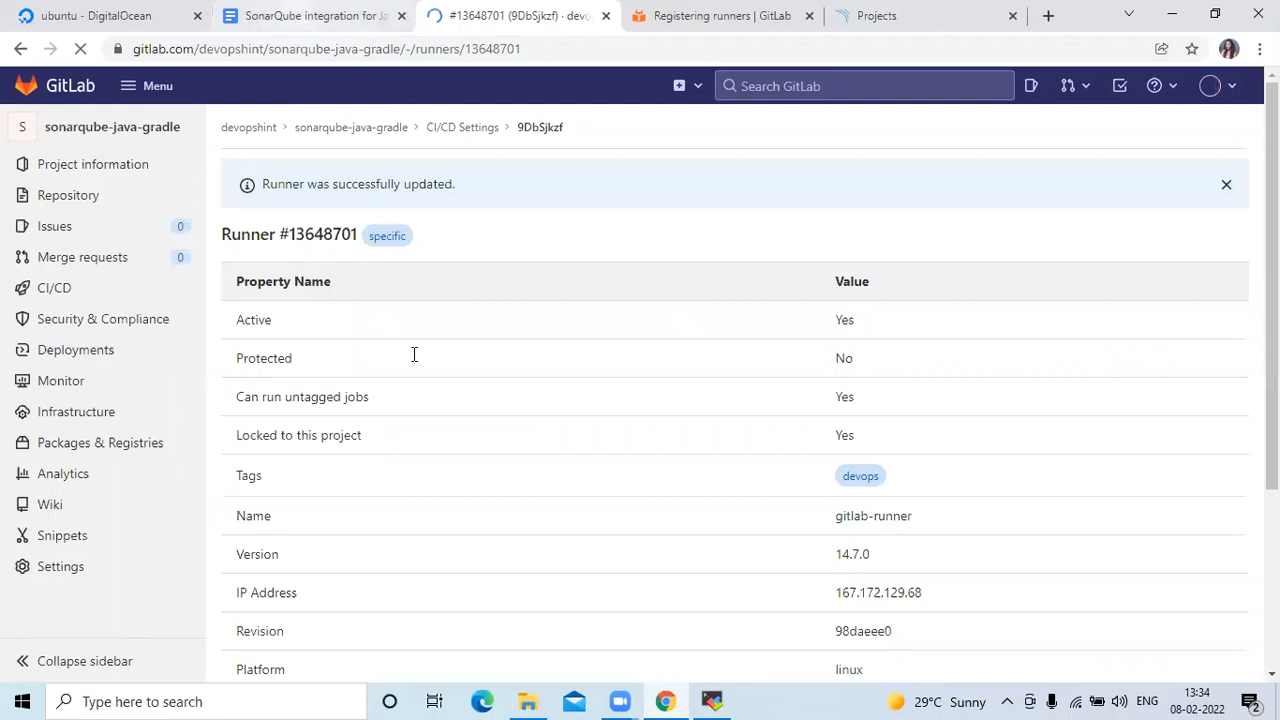 ubuntu - DigitalOcean
SonarQube integration for Ja
#13648701 (9DbSjkzf) · devo
Registering runners | GitLab
Projects
gitlab.com/devopshint/sonarqube-java-gradle/-/runners/13648701
GitLab
Menu
Search GitLab
S
sonarqube-java-gradle
devopshint > sonarqube-java-gradle > CI/CD Settings > 9DbSjkzf
Project information
Repository
Issues 0
Merge requests 0
CI/CD
Security & Compliance
Deployments
Monitor
Infrastructure
Packages & Registries
Analytics
Wiki
Snippets
Settings
Collapse sidebar
Runner was successfully updated.
Runner #13648701 specific
Property Name Value
Active Yes
Protected No
Can run untagged jobs Yes
Locked to this project Yes
Tags devops
Name gitlab-runner
Version 14.7.0
IP Address 167.172.129.68
Revision 98daeee0
Platform linux
Type here to search
29°C Sunny
ENG
13:34
08-02-2022
2